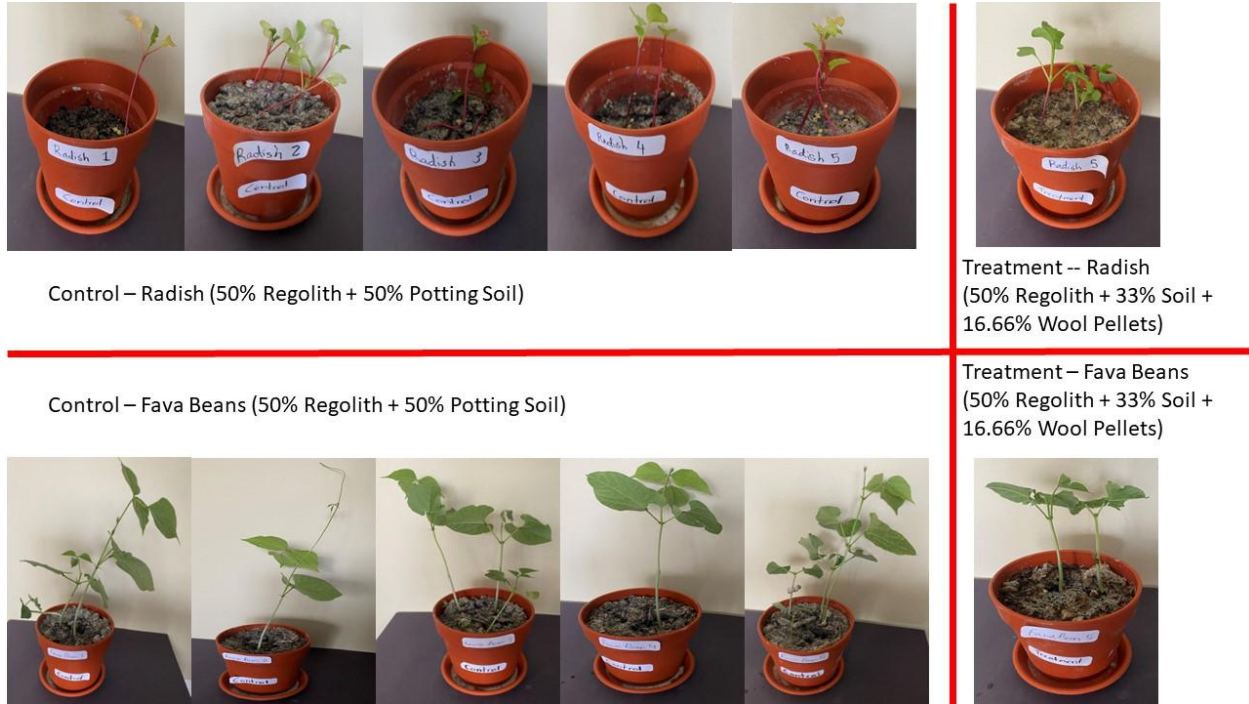 Radish 1
Control
Radish 2
Control
Radish 3
Control
Radish 4
Control
Radish 5
Control
Radish 5
Treatment
Control – Radish (50% Regolith + 50% Potting Soil)
Treatment -- Radish
(50% Regolith + 33% Soil +
16.66% Wool Pellets)
Control – Fava Beans (50% Regolith + 50% Potting Soil)
Treatment – Fava Beans
(50% Regolith + 33% Soil +
16.66% Wool Pellets)
Control
Control
Control
Control
Control
Fava Bean
Treatment